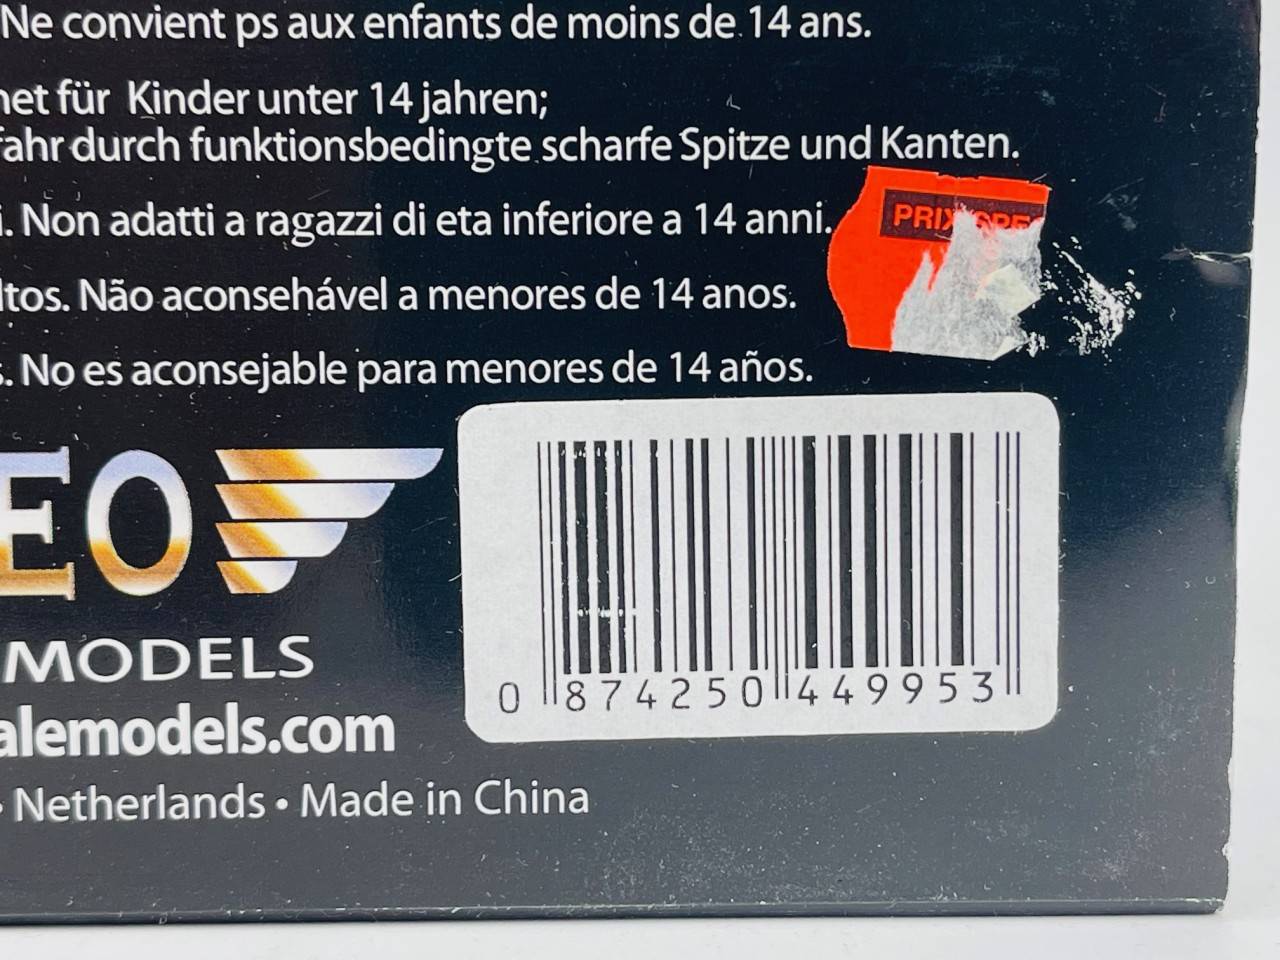 Ne convient ps aux enfants de moins de 14 ans.
net für Kinder unter 14 jahren;
fahr durch funktionsbedingte scharfe Spitze und Kanten.
i. Non adatti a ragazzi di eta inferiore a 14 anni.
PRIX
ltos. Não aconsehável a menores de 14 anos.
s. No es aconsejable para menores de 14 años.
EO
MODELS
alemodels.com
• Netherlands • Made in China
0 874250 449953